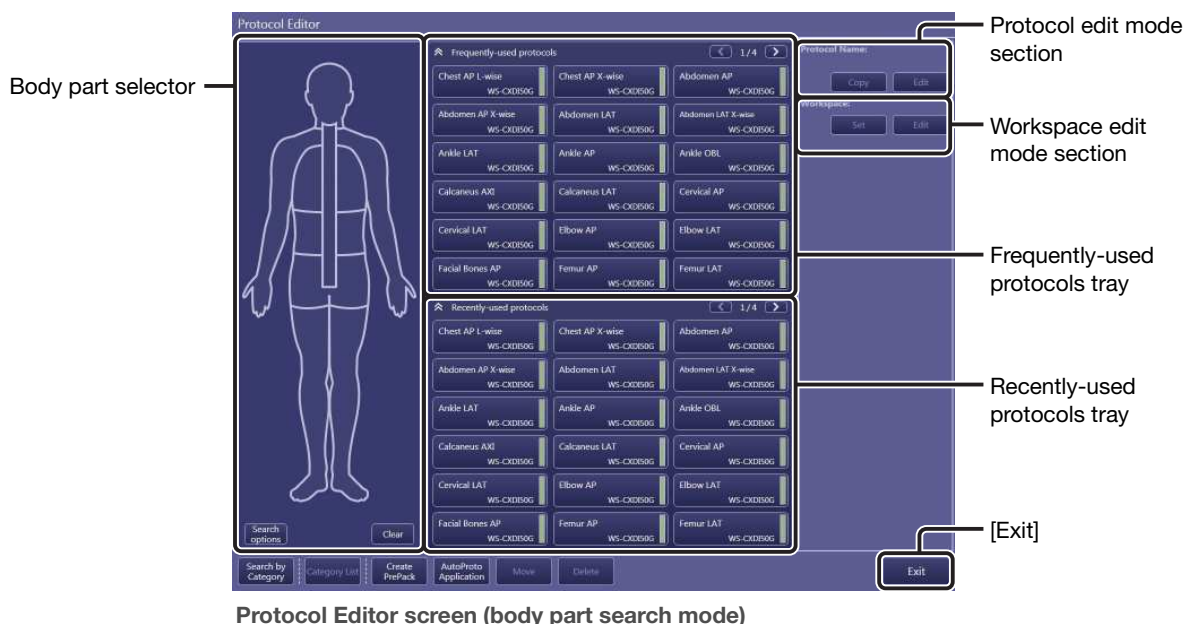 Protocol Editor
Body part selector
Search options
Clear
Frequently-used protocols
1/4
Chest AP L-wise
WS-CXDI50G
Chest AP X-wise
WS-CXDI50G
Abdomen AP
WS-CXDI50G
Abdomen AP X-wise
WS-CXDI50G
Abdomen LAT
WS-CXDI50G
Abdomen LAT X-wise
WS-CXDI50G
Ankle LAT
WS-CXDI50G
Ankle AP
WS-CXDI50G
Ankle OBL
WS-CXDI50G
Calcaneus AXI
WS-CXDI50G
Calcaneus LAT
WS-CXDI50G
Cervical AP
WS-CXDI50G
Cervical LAT
WS-CXDI50G
Elbow AP
WS-CXDI50G
Elbow LAT
WS-CXDI50G
Facial Bones AP
WS-CXDI50G
Femur AP
WS-CXDI50G
Femur LAT
WS-CXDI50G
Recently-used protocols
1/4
Chest AP L-wise
WS-CXDI50G
Chest AP X-wise
WS-CXDI50G
Abdomen AP
WS-CXDI50G
Abdomen AP X-wise
WS-CXDI50G
Abdomen LAT
WS-CXDI50G
Abdomen LAT X-wise
WS-CXDI50G
Ankle LAT
WS-CXDI50G
Ankle AP
WS-CXDI50G
Ankle OBL
WS-CXDI50G
Calcaneus AXI
WS-CXDI50G
Calcaneus LAT
WS-CXDI50G
Cervical AP
WS-CXDI50G
Cervical LAT
WS-CXDI50G
Elbow AP
WS-CXDI50G
Elbow LAT
WS-CXDI50G
Facial Bones AP
WS-CXDI50G
Femur AP
WS-CXDI50G
Femur LAT
WS-CXDI50G
Protocol Name:
Copy
Edit
Workspace:
Set
Edit
Protocol edit mode
section
Workspace edit
mode section
Frequently-used
protocols tray
Recently-used
protocols tray
[Exit]
Search by
Category
Category List
Create
PrePack
AutoProto
Application
Move
Delete
Exit
Protocol Editor screen (body part search mode)